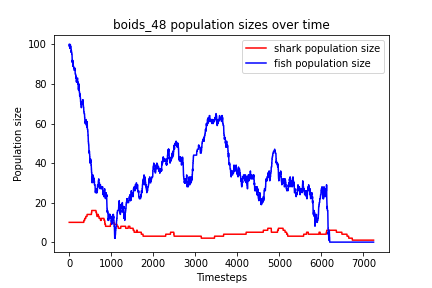 boids_48 population sizes over time
shark population size
fish population size
Population size
100
80
60
40
20
0
0 1000 2000 3000 4000 5000 6000 7000
Timesteps